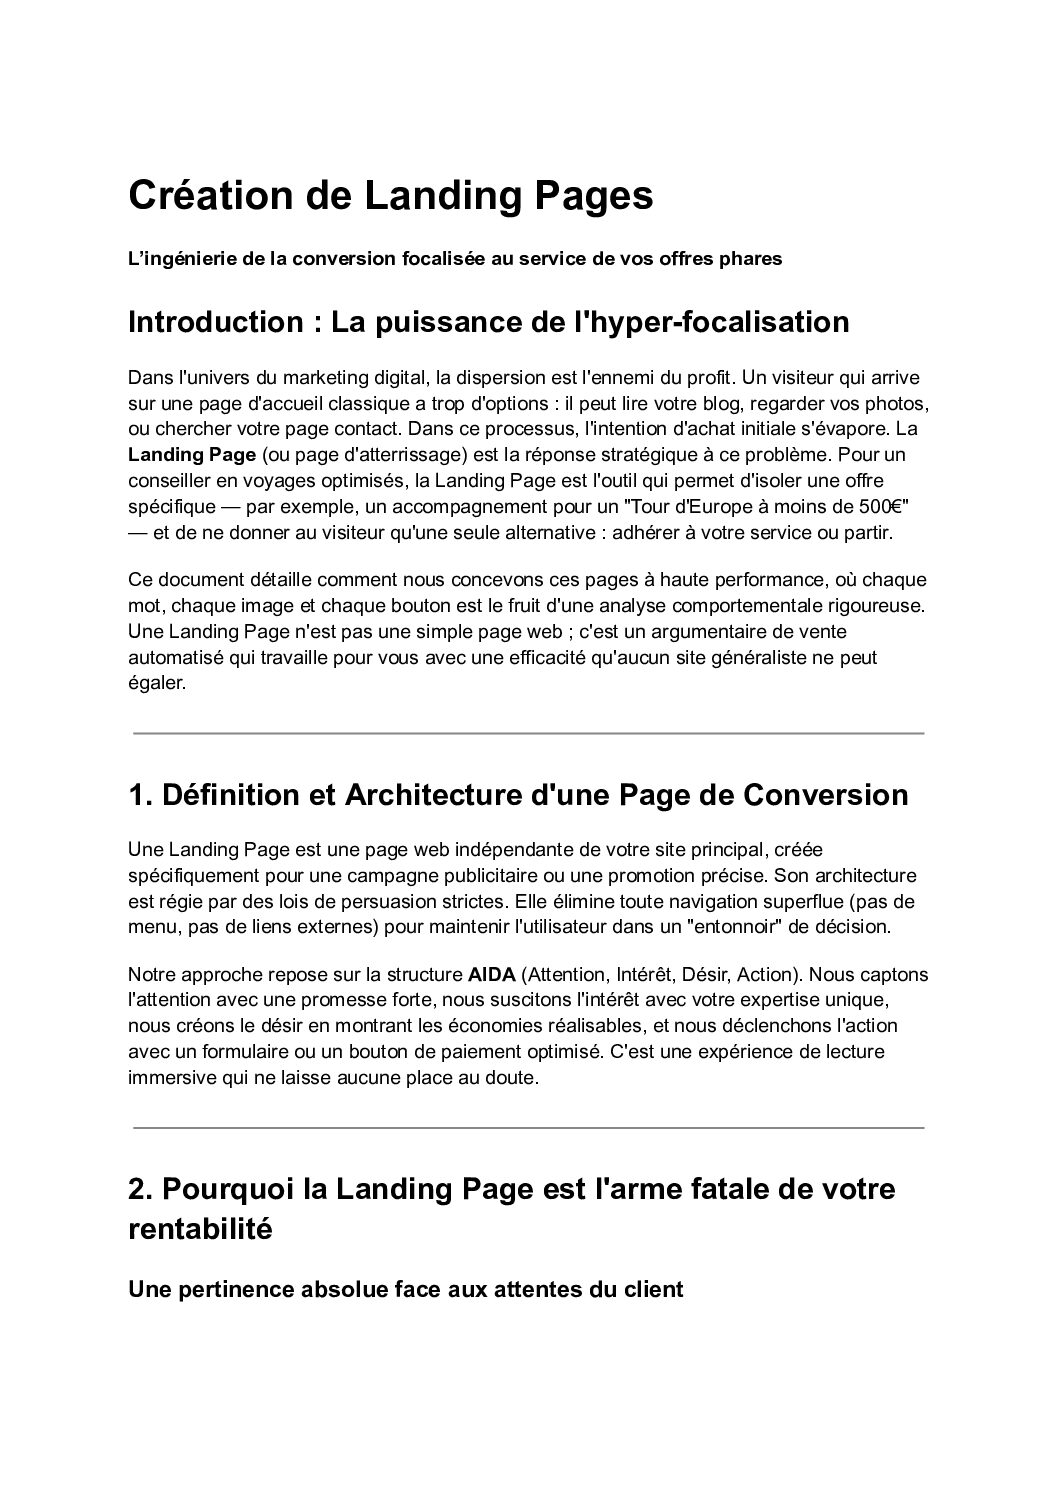 Création de Landing Pages
L’ingénierie de la conversion focalisée au service de vos offres phares
Introduction : La puissance de l'hyper-focalisation
Dans l'univers du marketing digital, la dispersion est l'ennemi du profit. Un visiteur qui arrive
sur une page d'accueil classique a trop d'options : il peut lire votre blog, regarder vos photos,
ou chercher votre page contact. Dans ce processus, l'intention d'achat initiale s'évapore. La
Landing Page (ou page d'atterrissage) est la réponse stratégique à ce problème. Pour un
conseiller en voyages optimisés, la Landing Page est l'outil qui permet d'isoler une offre
spécifique — par exemple, un accompagnement pour un "Tour d'Europe à moins de 500€"
— et de ne donner au visiteur qu'une seule alternative : adhérer à votre service ou partir.
Ce document détaille comment nous concevons ces pages à haute performance, où chaque
mot, chaque image et chaque bouton est le fruit d'une analyse comportementale rigoureuse.
Une Landing Page n'est pas une simple page web ; c'est un argumentaire de vente
automatisé qui travaille pour vous avec une efficacité qu'aucun site généraliste ne peut
égaler.
1. Définition et Architecture d'une Page de Conversion
Une Landing Page est une page web indépendante de votre site principal, créée
spécifiquement pour une campagne publicitaire ou une promotion précise. Son architecture
est régie par des lois de persuasion strictes. Elle élimine toute navigation superflue (pas de
menu, pas de liens externes) pour maintenir l'utilisateur dans un "entonnoir" de décision.
Notre approche repose sur la structure AIDA (Attention, Intérêt, Désir, Action). Nous captons
l'attention avec une promesse forte, nous suscitons l'intérêt avec votre expertise unique,
nous créons le désir en montrant les économies réalisables, et nous déclenchons l'action
avec un formulaire ou un bouton de paiement optimisé. C'est une expérience de lecture
immersive qui ne laisse aucune place au doute.
2. Pourquoi la Landing Page est l'arme fatale de votre
rentabilité
Une pertinence absolue face aux attentes du client